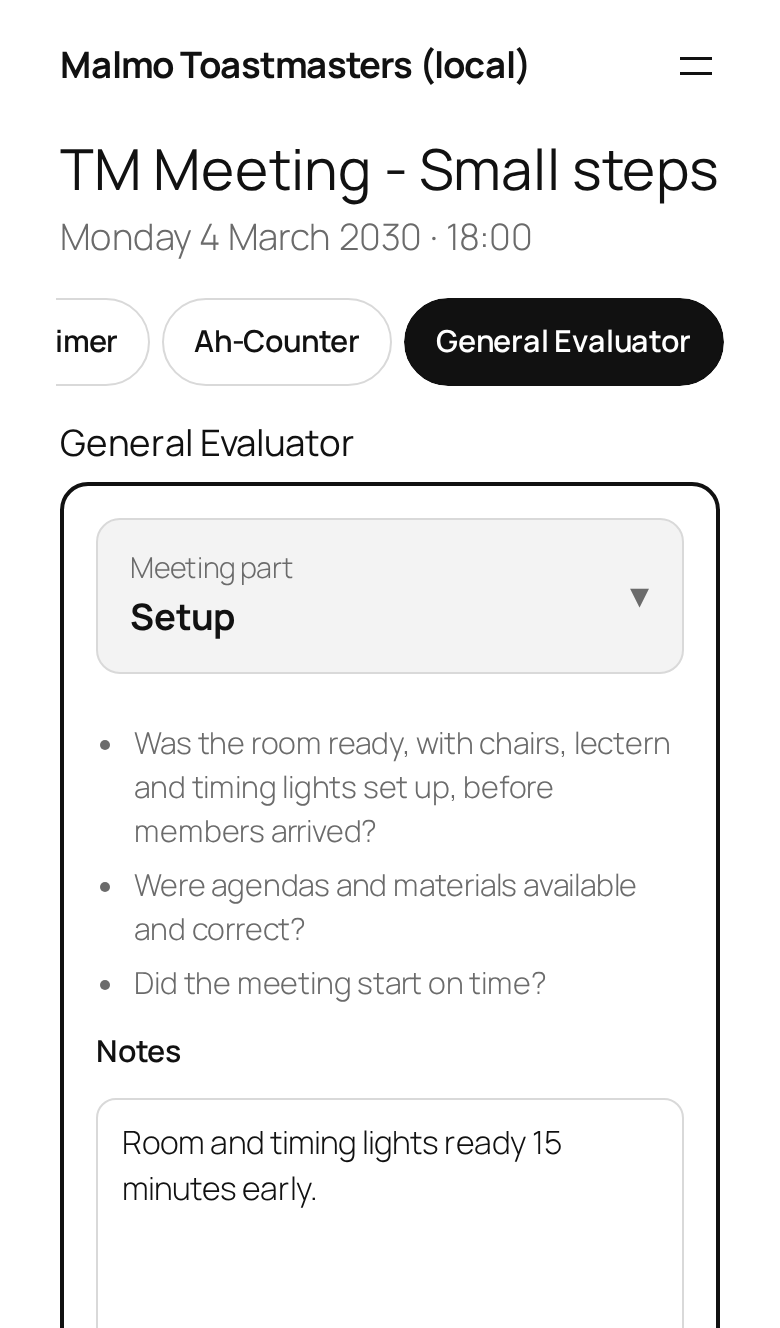 Malmo Toastmasters (local)
TM Meeting - Small steps
Monday 4 March 2030 · 18:00
imer
Ah-Counter
General Evaluator
General Evaluator
Meeting part
Setup
Was the room ready, with chairs, lectern
and timing lights set up, before
members arrived?
Were agendas and materials available
and correct?
Did the meeting start on time?
Notes
Room and timing lights ready 15
minutes early.